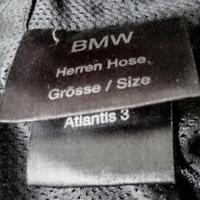 BMW
Herren Hose
Grösse / Size
Atlantis 3